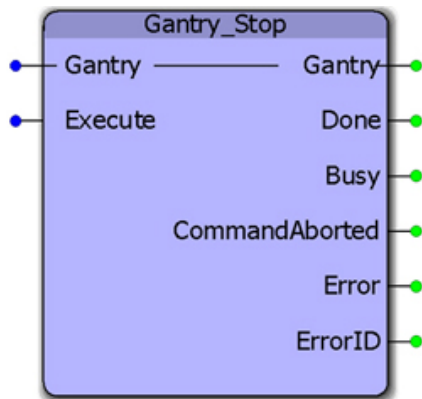 Gantry_Stop
Gantry Gantry
Execute Done
Busy
CommandAborted
Error
ErrorID